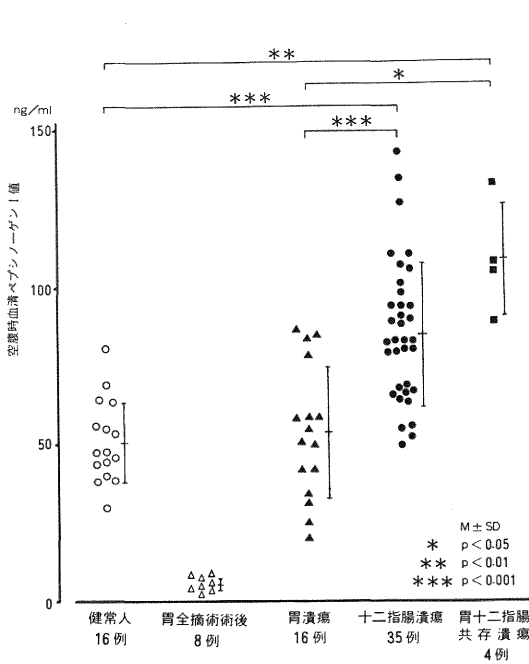 **
*
***
***
ng/ml
150
100
50
0
空腹時血清ペプシノーゲンⅠ値
M±SD
* p<0.05
** p<0.01
*** p<0.001
健常人 胃全摘術術後 胃潰瘍 十二指腸潰瘍 胃十二指腸
16例 8例 16例 35例 共存潰瘍
4例